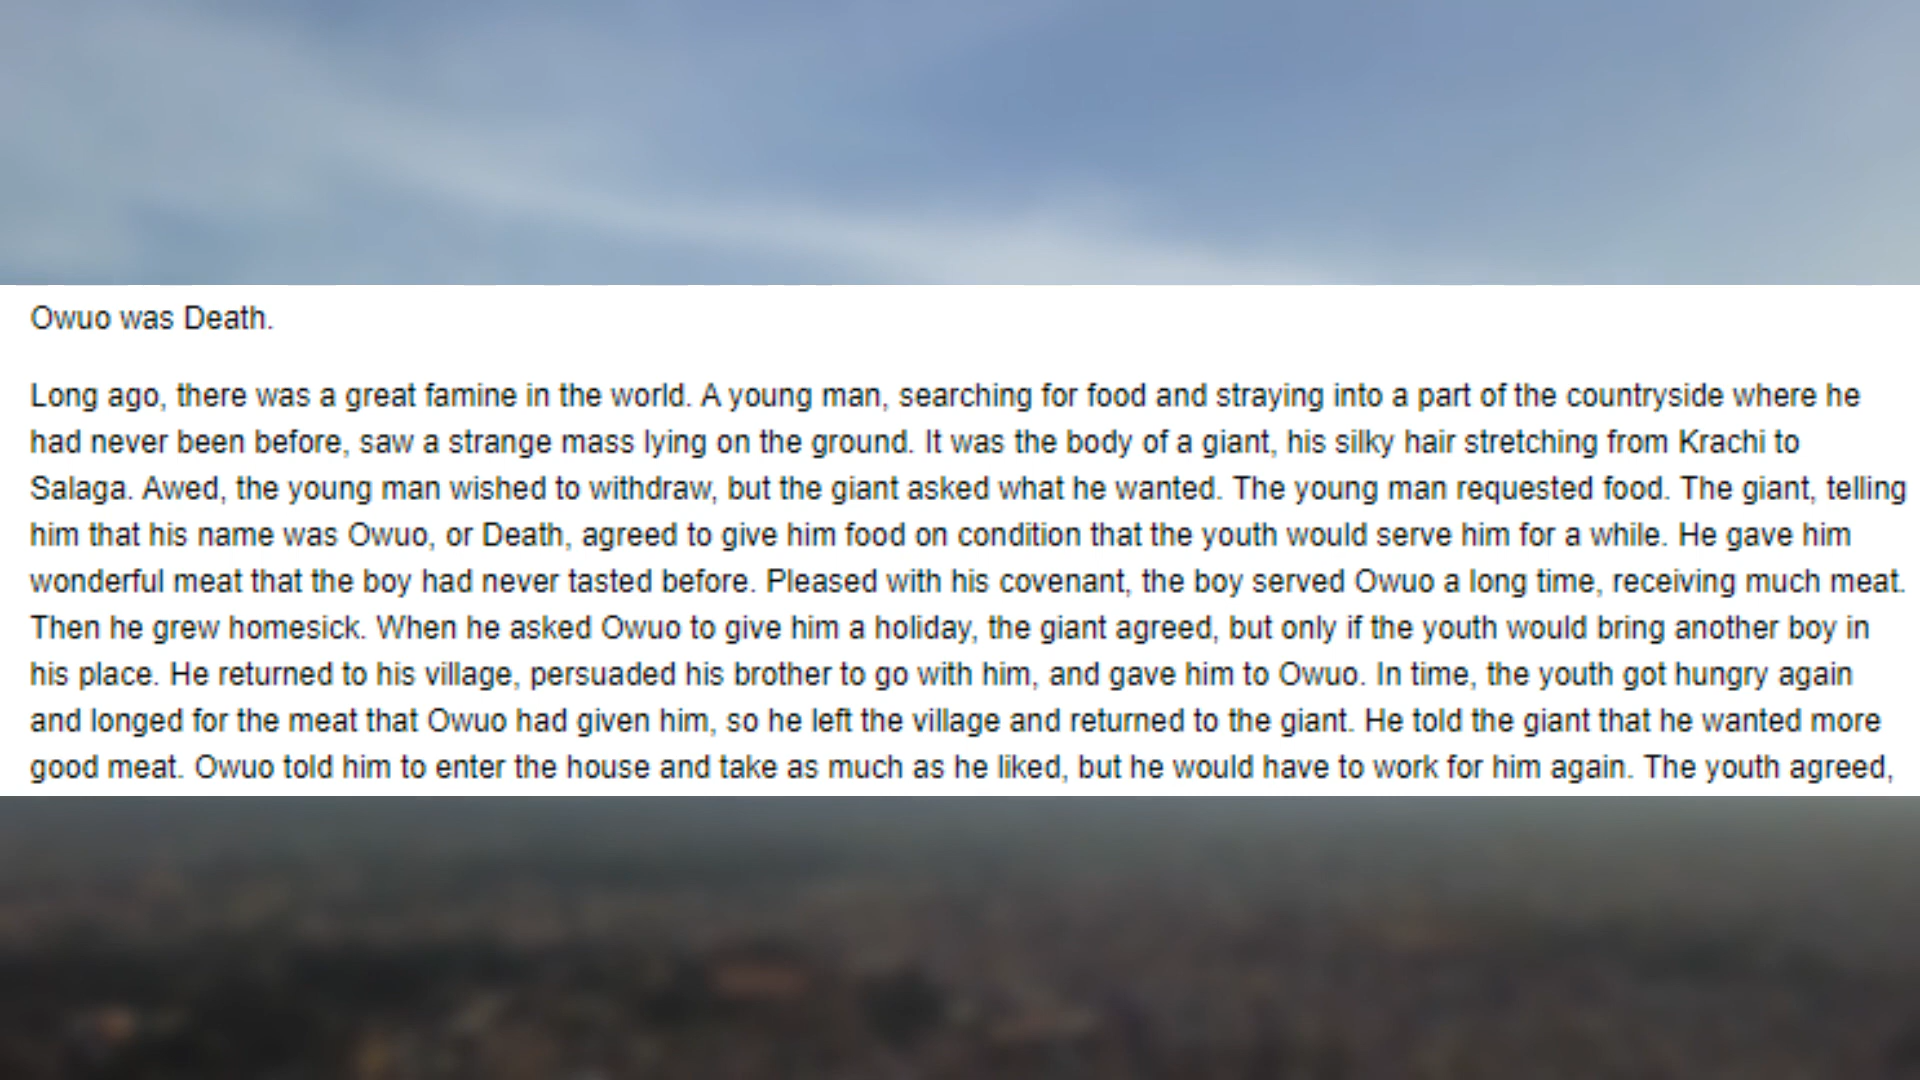 Owuo was Death.
Long ago, there was a great famine in the world. A young man, searching for food and straying into a part of the countryside where he
had never been before, saw a strange mass lying on the ground. It was the body of a giant, his silky hair stretching from Krachi to
Salaga. Awed, the young man wished to withdraw, but the giant asked what he wanted. The young man requested food. The giant, telling
him that his name was Owuo, or Death, agreed to give him food on condition that the youth would serve him for a while. He gave him
wonderful meat that the boy had never tasted before. Pleased with his covenant, the boy served Owuo a long time, receiving much meat.
Then he grew homesick. When he asked Owuo to give him a holiday, the giant agreed, but only if the youth would bring another boy in
his place. He returned to his village, persuaded his brother to go with him, and gave him to Owuo. In time, the youth got hungry again
and longed for the meat that Owuo had given him, so he left the village and returned to the giant. He told the giant that he wanted more
good meat. Owuo told him to enter the house and take as much as he liked, but he would have to work for him again. The youth agreed,